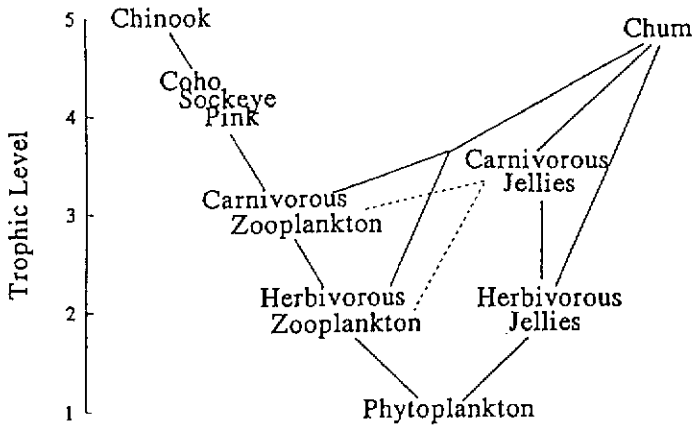 5
Chinook
Chum
Coho
Sockeye
Pink
4
Carnivorous
Jellies
Carnivorous
Zooplankton
3
Trophic Level
Herbivorous
Zooplankton
Herbivorous
Jellies
2
Phytoplankton
1